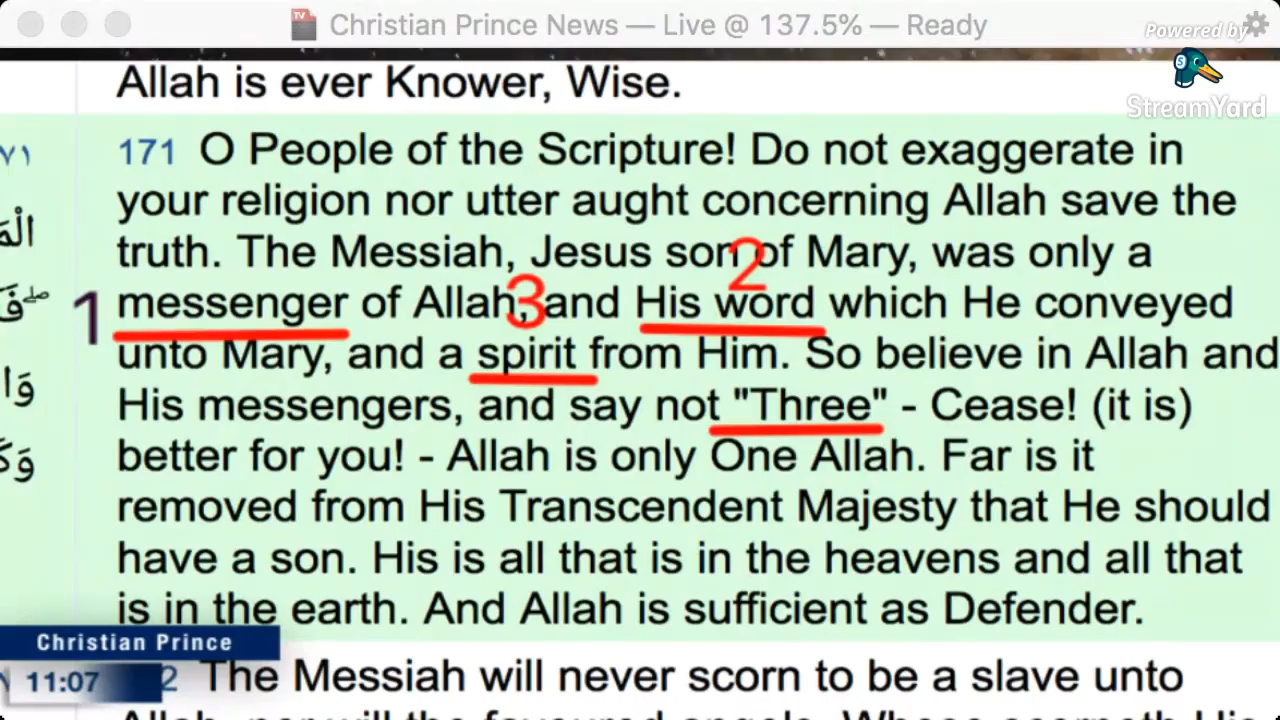 Christian Prince News — Live @ 137.5% — Ready
Powered by
StreamYard
Allah is ever Knower, Wise.
171 O People of the Scripture! Do not exaggerate in
your religion nor utter aught concerning Allah save the
truth. The Messiah, Jesus son of Mary, was only a
2
3
1
messenger of Allah, and His word which He conveyed
unto Mary, and a spirit from Him. So believe in Allah and
His messengers, and say not "Three" - Cease! (it is)
better for you! - Allah is only One Allah. Far is it
removed from His Transcendent Majesty that He should
have a son. His is all that is in the heavens and all that
is in the earth. And Allah is sufficient as Defender.
Christian Prince
11:07
2 The Messiah will never scorn to be a slave unto